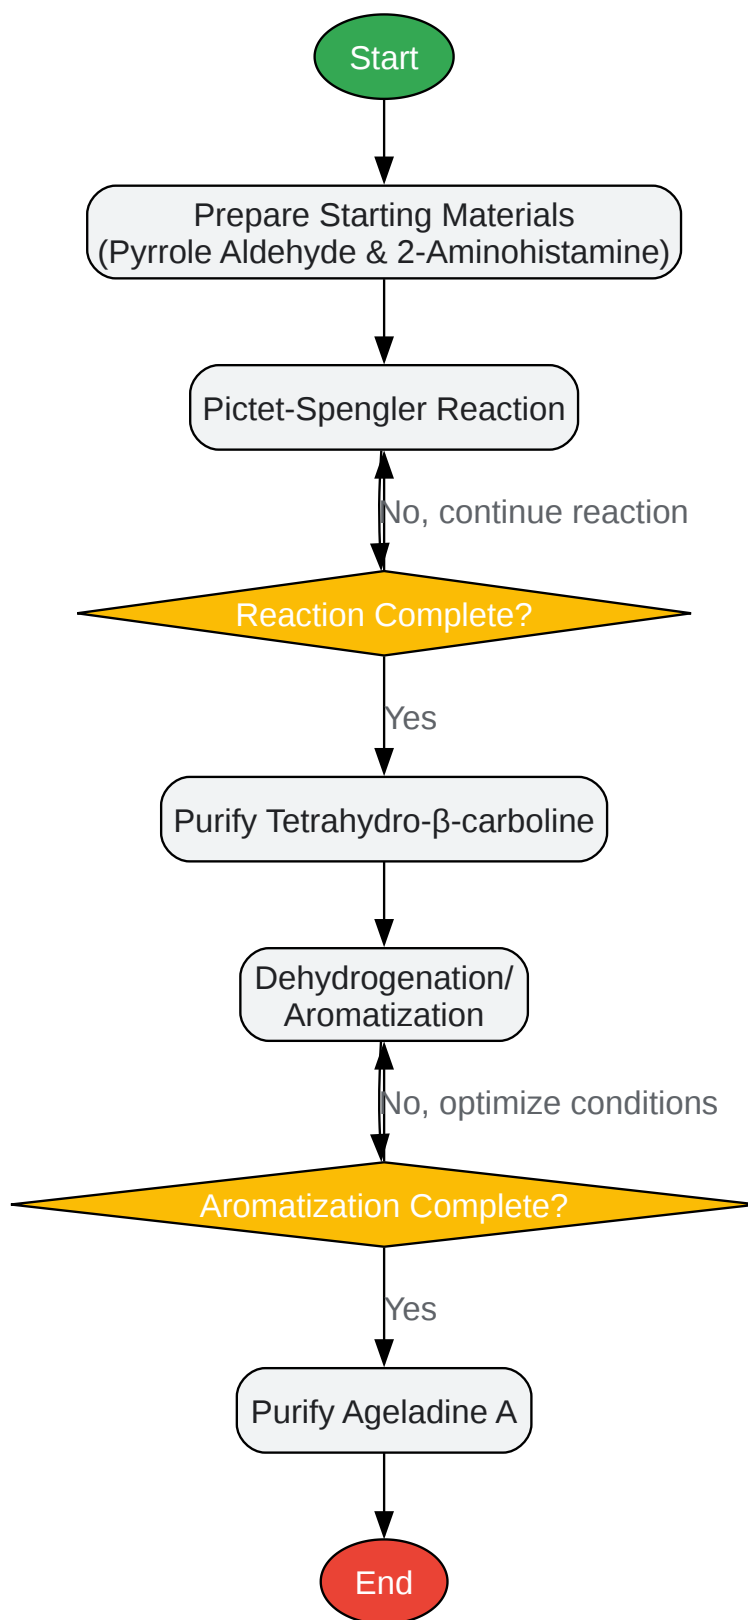 Start
Prepare Starting Materials
(Pyrrole Aldehyde & 2-Aminohistamine)
Pictet-Spengler Reaction
No, continue reaction
Reaction Complete?
Yes
Purify Tetrahydro-β-carboline
Dehydrogenation/
Aromatization
No, optimize conditions
Aromatization Complete?
Yes
Purify Ageladine A
End